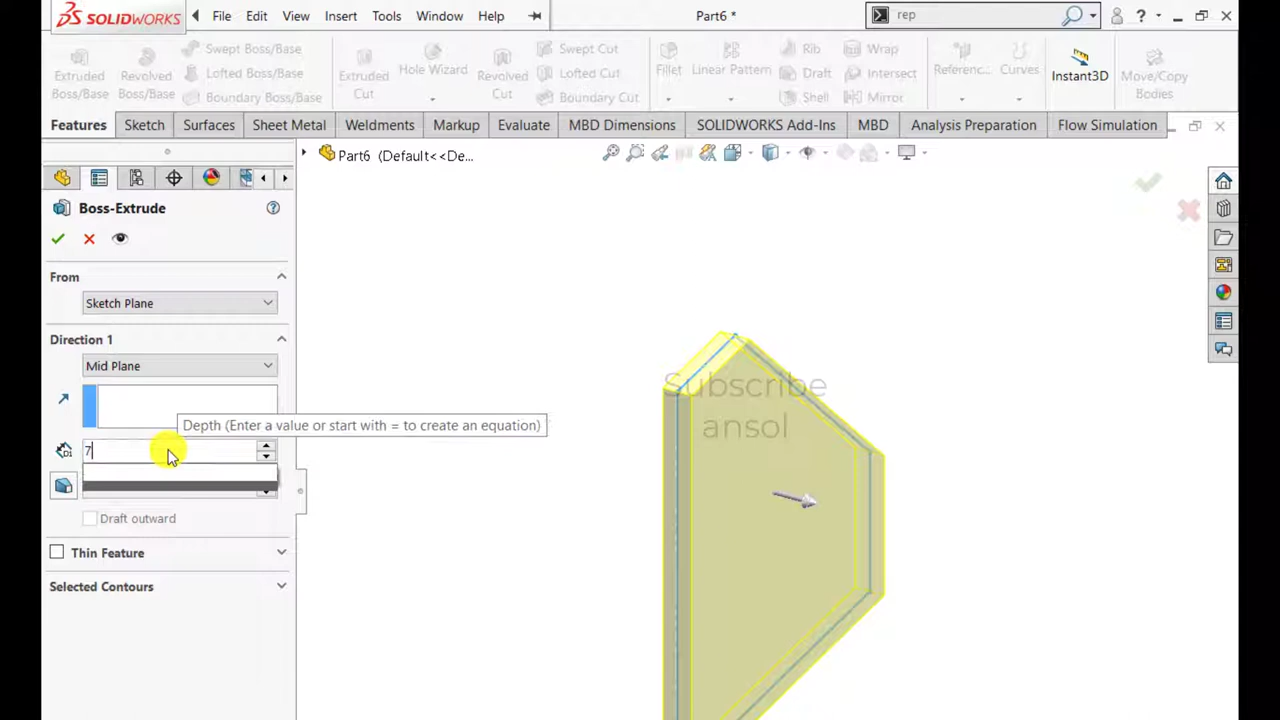 SOLIDWORKS
File Edit View Insert Tools Window Help
Part6 *
rep
?
Extruded Boss/Base
Revolved Boss/Base
Swept Boss/Base
Lofted Boss/Base
Boundary Boss/Base
Extruded Cut
Hole Wizard
Revolved Cut
Swept Cut
Lofted Cut
Boundary Cut
Fillet
Linear Pattern
Rib
Draft
Shell
Wrap
Intersect
Mirror
Referenc...
Curves
Instant3D
Move/Copy Bodies
Features Sketch Surfaces Sheet Metal Weldments Markup Evaluate MBD Dimensions SOLIDWORKS Add-Ins MBD Analysis Preparation Flow Simulation
Part6 (Default<<De...
Boss-Extrude
From
Sketch Plane
Direction 1
Mid Plane
Depth (Enter a value or start with = to create an equation)
7
Draft outward
Thin Feature
Selected Contours
Subscribe
ansol